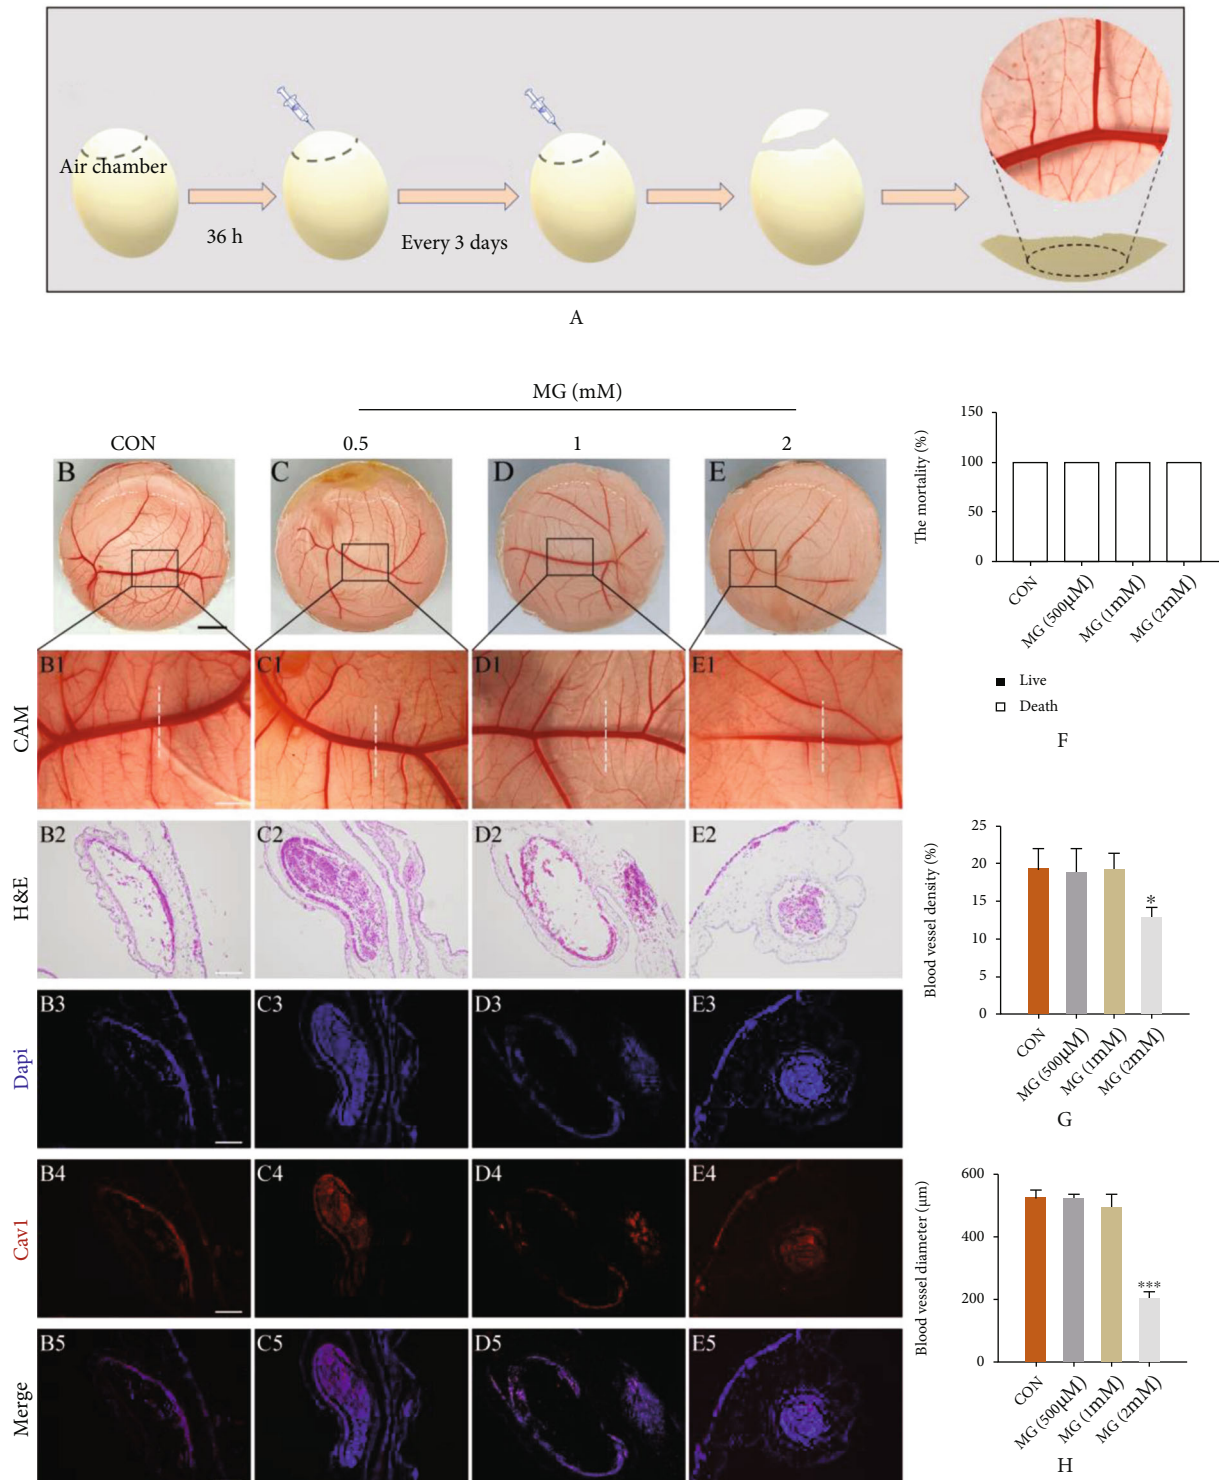 Air chamber
36 h
Every 3 days
A
MG (mM)
CON
0.5
1
2
B
C
D
E
CAM
B1
C1
D1
E1
H&E
B2
C2
D2
E2
Dapi
B3
C3
D3
E3
Cav1
B4
C4
D4
E4
Merge
B5
C5
D5
E5
The mortality (%)
150
100
50
0
CON
MG (500μM)
MG (1mM)
MG (2mM)
Live
Death
F
Blood vessel density (%)
25
20
15
10
5
0
*
CON
MG (500μM)
MG (1mM)
MG (2mM)
G
Blood vessel diameter (μm)
600
400
200
0
***
CON
MG (500μM)
MG (1mM)
MG (2mM)
H